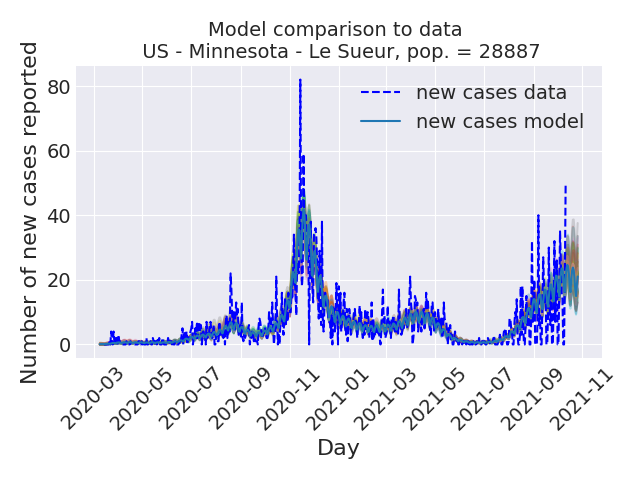 Model comparison to data
US - Minnesota - Le Sueur, pop. = 28887
Number of new cases reported
80
60
40
20
0
new cases data
new cases model
2020-03
2020-05
2020-07
2020-09
2020-11
2021-01
2021-03
2021-05
2021-07
2021-09
2021-11
Day